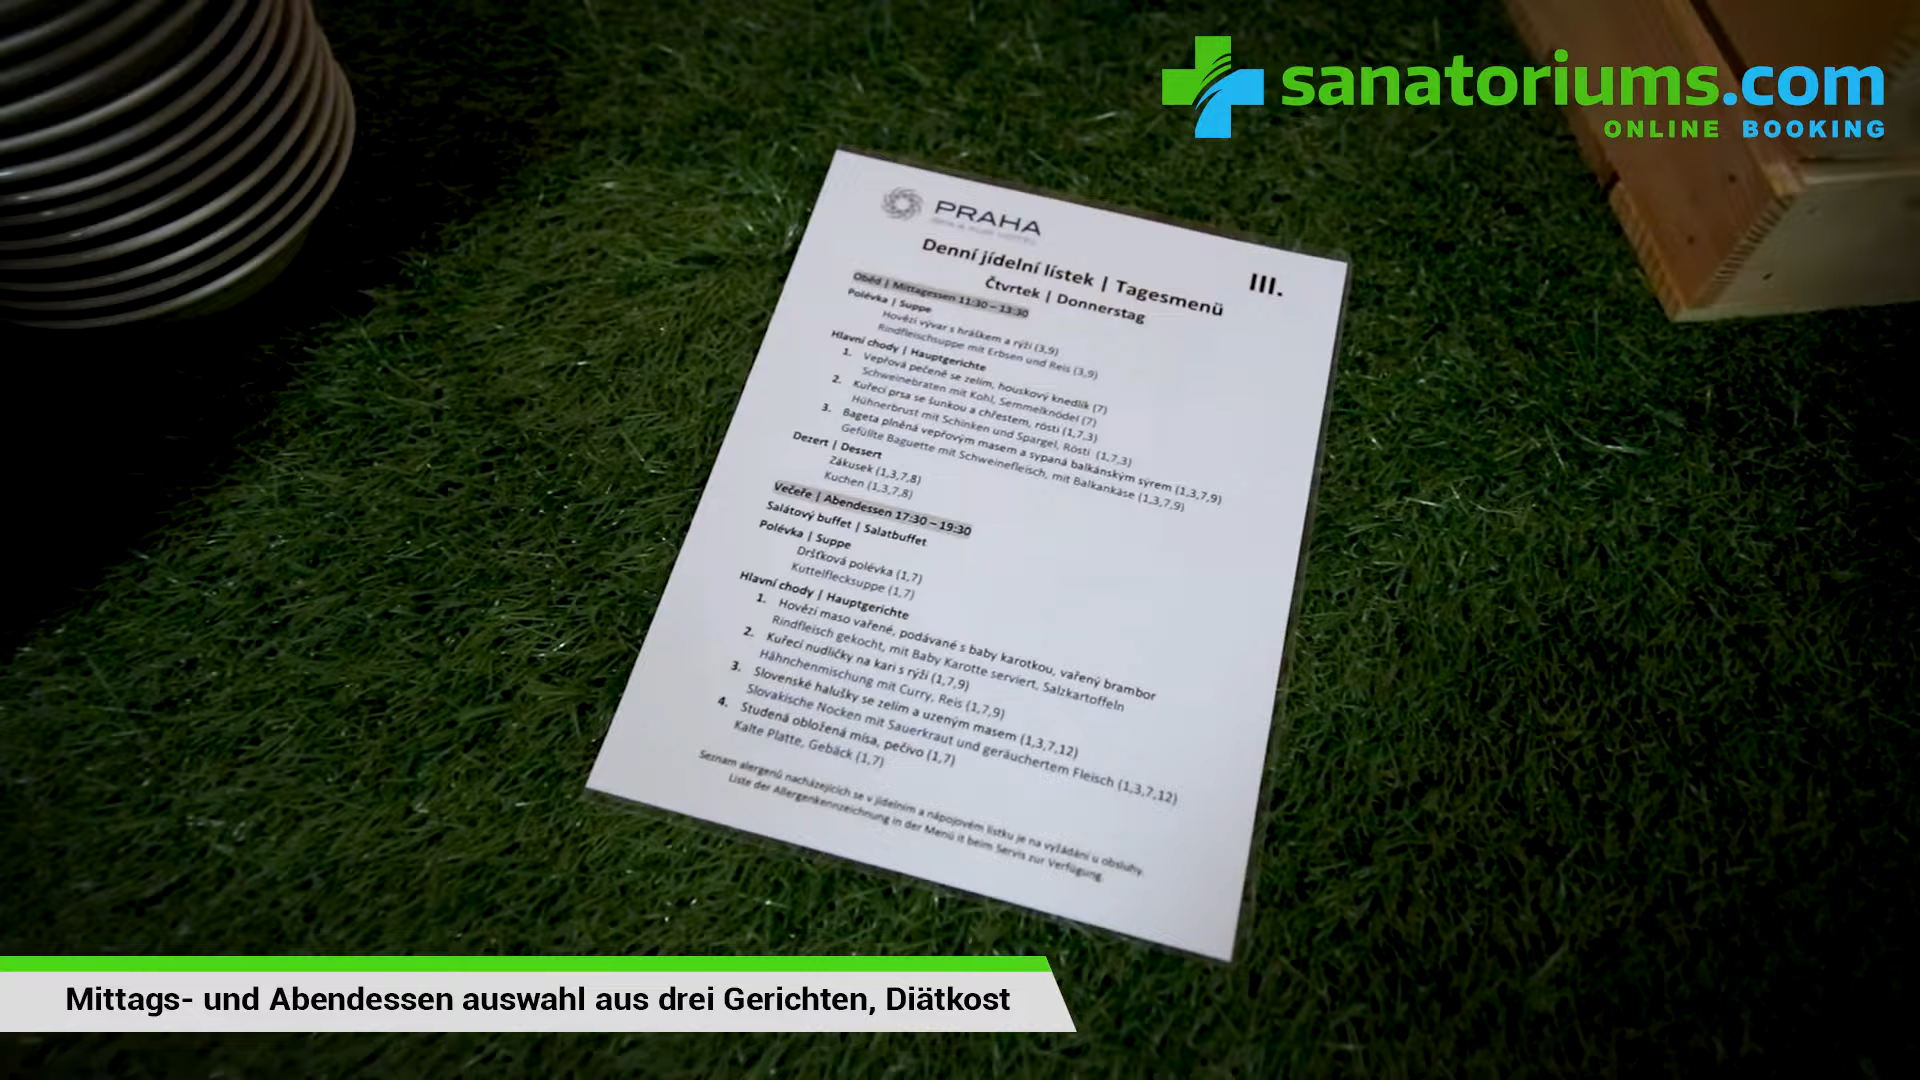 sanatoriums.com
ONLINE BOOKING
PRAHA
Denní jídelní lístek | Tagesmenü
III.
Čtvrtek | Donnerstag
Oběd | Mittagessen 11:30 – 13:30
Polévka | Suppe
Hovězí vývar s hráškem a rýží (3,9)
Rindfleischsuppe mit Erbsen und Reis (3,9)
Hlavní chody | Hauptgerichte
1. Vepřová pečeně se zelím, houskový knedlík (7)
Schweinebraten mit Kohl, Semmelknödel (7)
2. Kuřecí prsa se šunkou a chřestem, rösti (1,7,3)
Hühnerbrust mit Schinken und Spargel, Rösti (1,7,3)
3. Bageta plněná vepřovým masem a sypaná balkánským sýrem (1,3,7,9)
Gefüllte Baguette mit Schweinefleisch, mit Balkankäse (1,3,7,9)
Dezert | Dessert
Zákusek (1,3,7,8)
Kuchen (1,3,7,8)
Večeře | Abendessen 17:30 – 19:30
Salátový buffet | Salatbuffet
Polévka | Suppe
Dršťková polévka (1,7)
Kuttelflecksuppe (1,7)
Hlavní chody | Hauptgerichte
1. Hovězí maso vařené, podávané s baby karotkou, vařený brambor
Rindfleisch gekocht, mit Baby Karotte serviert, Salzkartoffeln
2. Kuřecí nudličky na kari s rýží (1,7,9)
Hähnchenmischung mit Curry, Reis (1,7,9)
3. Slovenské halušky se zelím a uzeným masem (1,3,7,12)
Slovakische Nocken mit Sauerkraut und geräuchertem Fleisch (1,3,7,12)
4. Studená obložená mísa, pečivo (1,7)
Kalte Platte, Gebäck (1,7)
Seznam alergenů nacházejících se v jídelním a nápojovém lístku je na vyžádání u obsluhy.
Liste der Allergenkennzeichnung in der Menü it beim Servis zur Verfügung.
Mittags- und Abendessen auswahl aus drei Gerichten, Diätkost